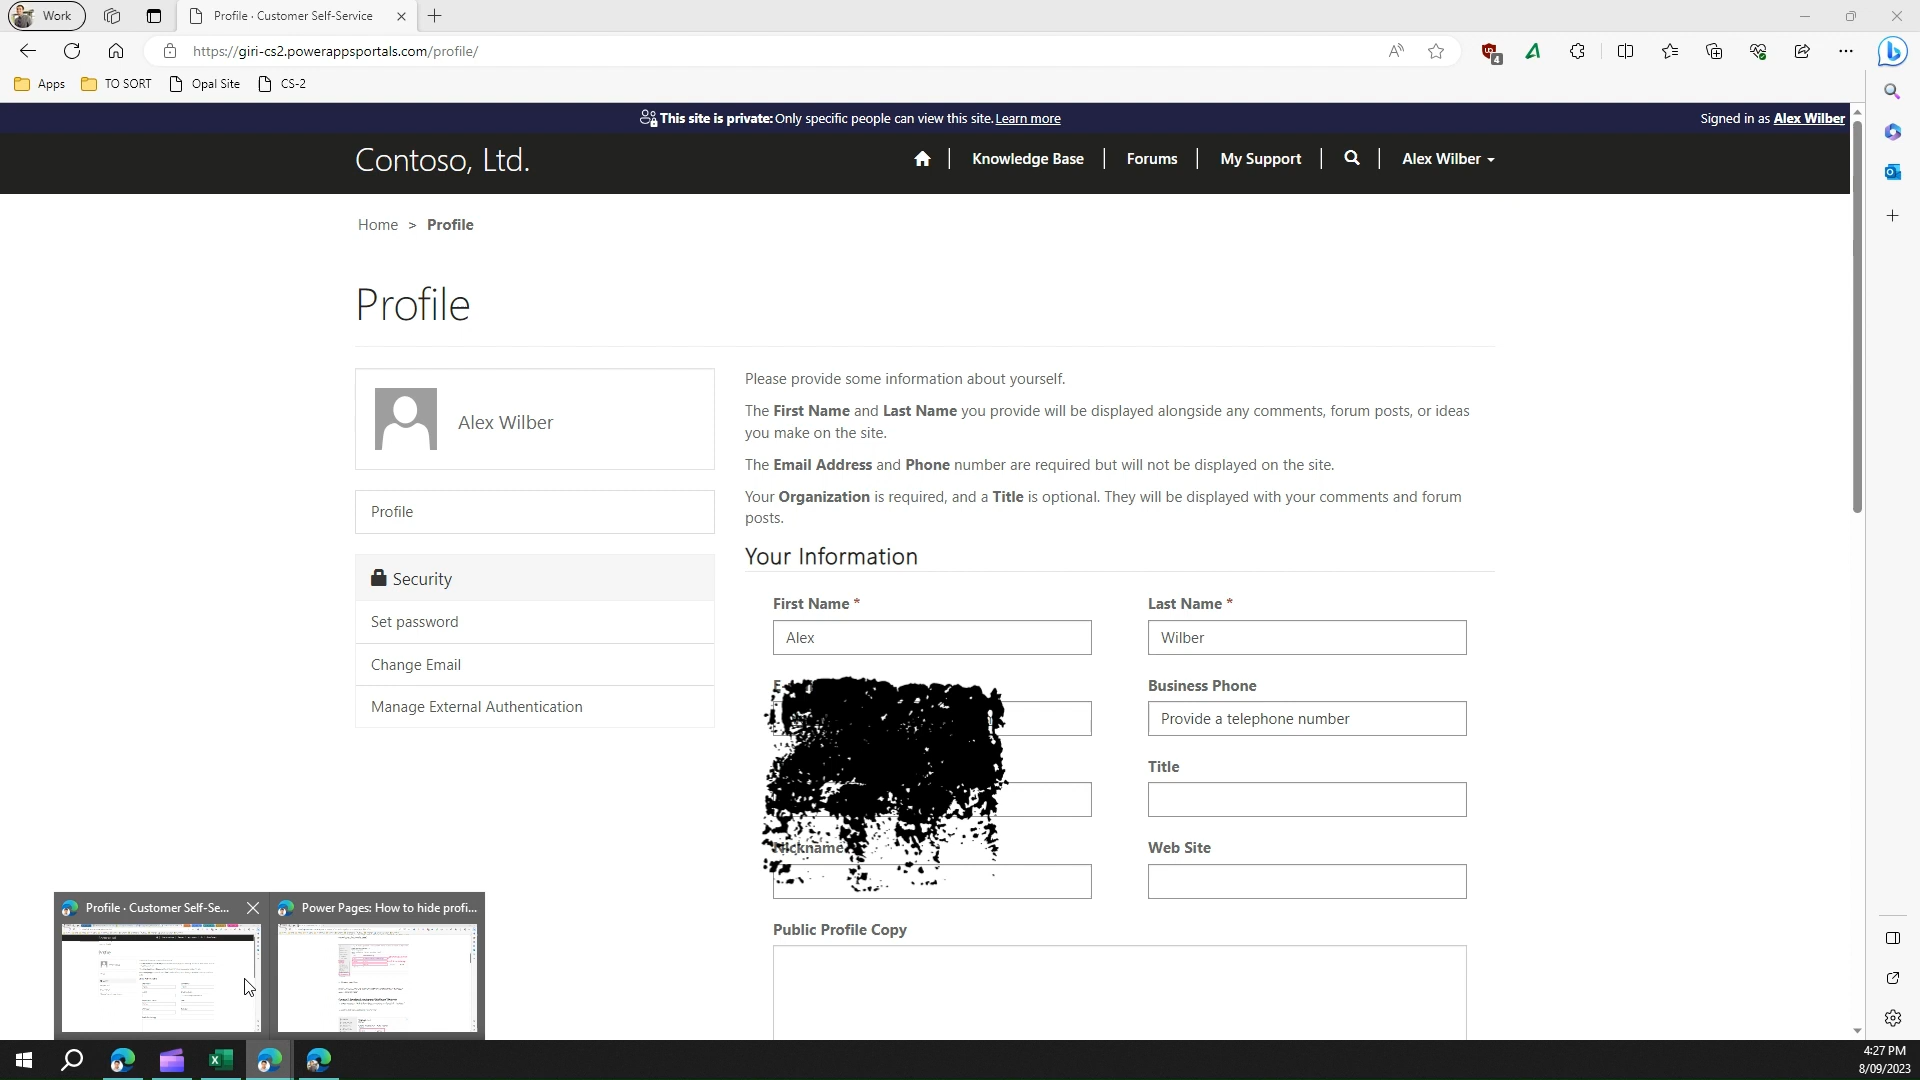 Work
Profile · Customer Self-Service
https://giri-cs2.powerappsportals.com/profile/
4
Apps
TO SORT
Opal Site
CS-2
This site is private: Only specific people can view this site. Learn more
Signed in as Alex Wilber
Contoso, Ltd.
Knowledge Base
Forums
My Support
Alex Wilber
Home > Profile
Profile
Alex Wilber
Profile
Security
Set password
Change Email
Manage External Authentication
Please provide some information about yourself.
The First Name and Last Name you provide will be displayed alongside any comments, forum posts, or ideas
you make on the site.
The Email Address and Phone number are required but will not be displayed on the site.
Your Organization is required, and a Title is optional. They will be displayed with your comments and forum
posts.
Your Information
First Name *
Last Name *
Alex
Wilber
Business Phone
Provide a telephone number
Title
Nickname
Web Site
Public Profile Copy
Profile · Customer Self-Se...
Power Pages: How to hide profi...
4:27 PM
8/09/2023